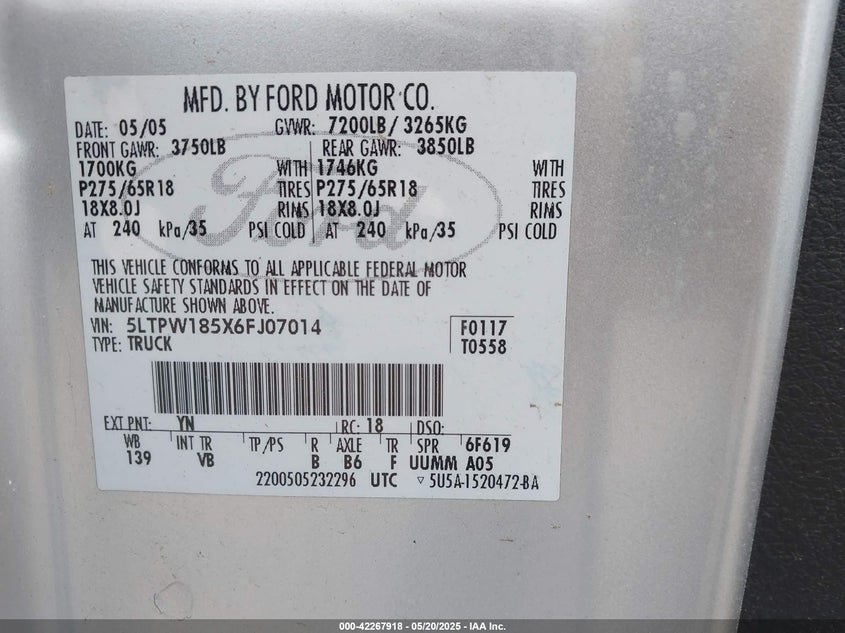 MFD. BY FORD MOTOR CO.
DATE: 05/05 GVWR: 7200LB/ 3265KG
FRONT GAWR: 3750LB REAR GAWR: 3850LB
1700KG WITH 1746KG WITH
P275/65R18 TIRES P275/65R18 TIRES
18X8.0J RIMS 18X8.0J RIMS
AT 240 kPa/35 PSI COLD AT 240 kPa/35 PSI COLD
Ford
THIS VEHICLE CONFORMS TO ALL APPLICABLE FEDERAL MOTOR
VEHICLE SAFETY STANDARDS IN EFFECT ON THE DATE OF
MANUFACTURE SHOWN ABOVE.
VIN: 5LTPW185X6FJ07014 F0117
TYPE: TRUCK T0558
EXT PNT: YN RC: 18 DSO:
WB INT TR TP/PS R AXLE TR SPR 6F619
139 VB B B6 F UUMM A05
2200505232296 UTC ▽ 5U5A-1520472-BA
000-42267918 - 05/20/2025 - IAA Inc.